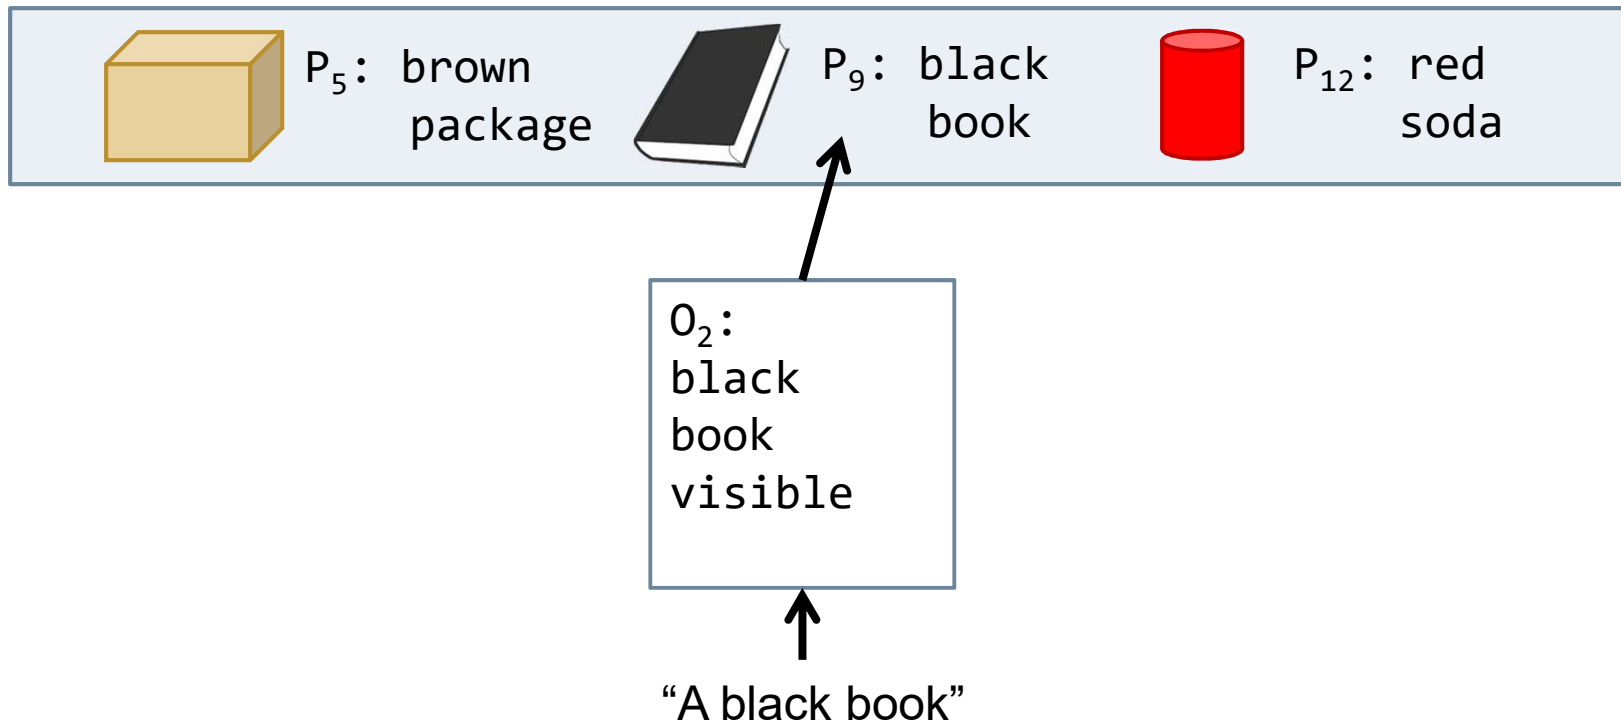 P₅: brown
package
P₉: black
book
P₁₂: red
soda
O₂:
black
book
visible
“A black book”